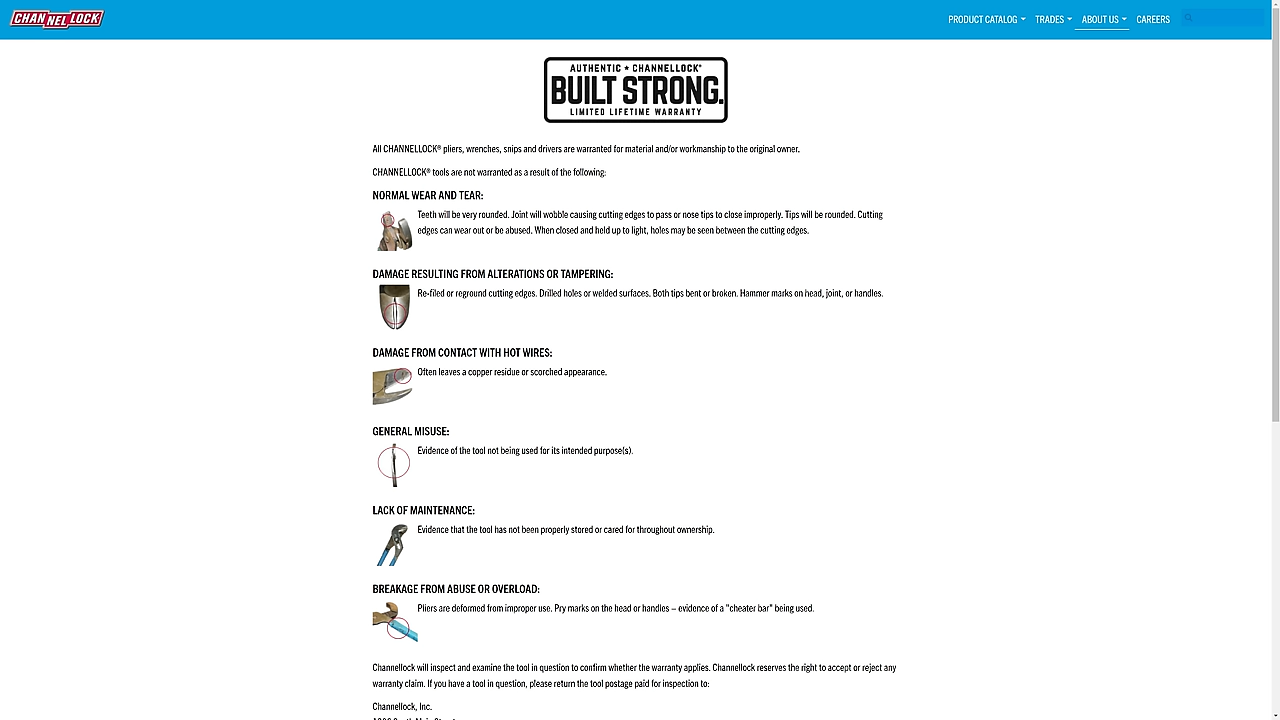 CHANNELLOCK
PRODUCT CATALOG TRADES ABOUT US CAREERS
AUTHENTIC ★ CHANNELLOCK®
BUILT STRONG.
LIMITED LIFETIME WARRANTY
All CHANNELLOCK® pliers, wrenches, snips and drivers are warranted for material and/or workmanship to the original owner.
CHANNELLOCK® tools are not warranted as a result of the following:
NORMAL WEAR AND TEAR:
Teeth will be very rounded. Joint will wobble causing cutting edges to pass or nose tips to close improperly. Tips will be rounded. Cutting
edges can wear out or be abused. When closed and held up to light, holes may be seen between the cutting edges.
DAMAGE RESULTING FROM ALTERATIONS OR TAMPERING:
Re-filed or reground cutting edges. Drilled holes or welded surfaces. Both tips bent or broken. Hammer marks on head, joint, or handles.
DAMAGE FROM CONTACT WITH HOT WIRES:
Often leaves a copper residue or scorched appearance.
GENERAL MISUSE:
Evidence of the tool not being used for its intended purpose(s).
LACK OF MAINTENANCE:
Evidence that the tool has not been properly stored or cared for throughout ownership.
BREAKAGE FROM ABUSE OR OVERLOAD:
Pliers are deformed from improper use. Pry marks on the head or handles – evidence of a "cheater bar" being used.
Channellock will inspect and examine the tool in question to confirm whether the warranty applies. Channellock reserves the right to accept or reject any
warranty claim. If you have a tool in question, please return the tool postage paid for inspection to:
Channellock, Inc.